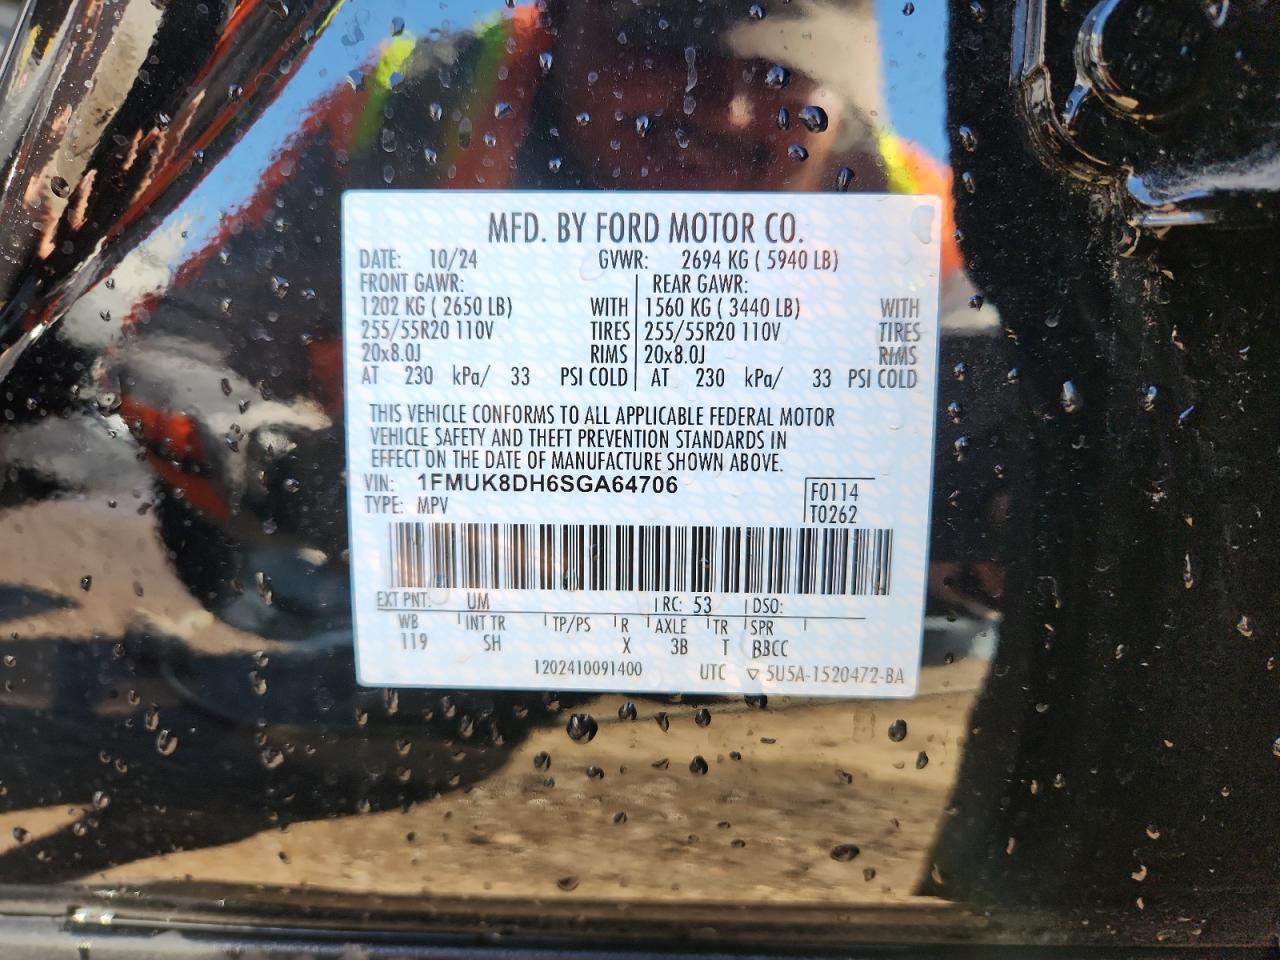 MFD. BY FORD MOTOR CO.
DATE: 10/24 GVWR: 2694 KG ( 5940 LB)
FRONT GAWR: REAR GAWR:
1202 KG ( 2650 LB) WITH 1560 KG ( 3440 LB) WITH
255/55R20 110V TIRES 255/55R20 110V TIRES
20x8.0J RIMS 20x8.0J RIMS
AT 230 kPa/ 33 PSI COLD AT 230 kPa/ 33 PSI COLD
THIS VEHICLE CONFORMS TO ALL APPLICABLE FEDERAL MOTOR
VEHICLE SAFETY AND THEFT PREVENTION STANDARDS IN
EFFECT ON THE DATE OF MANUFACTURE SHOWN ABOVE.
VIN: 1FMUK8DH6SGA64706 F0114
TYPE: MPV T0262
EXT PNT: UM RC: 53 DSO:
WB INT TR TP/PS R AXLE TR SPR
119 SH X 3B T BBCC
1202410091400 UTC ▽ 5U5A-1520472-BA